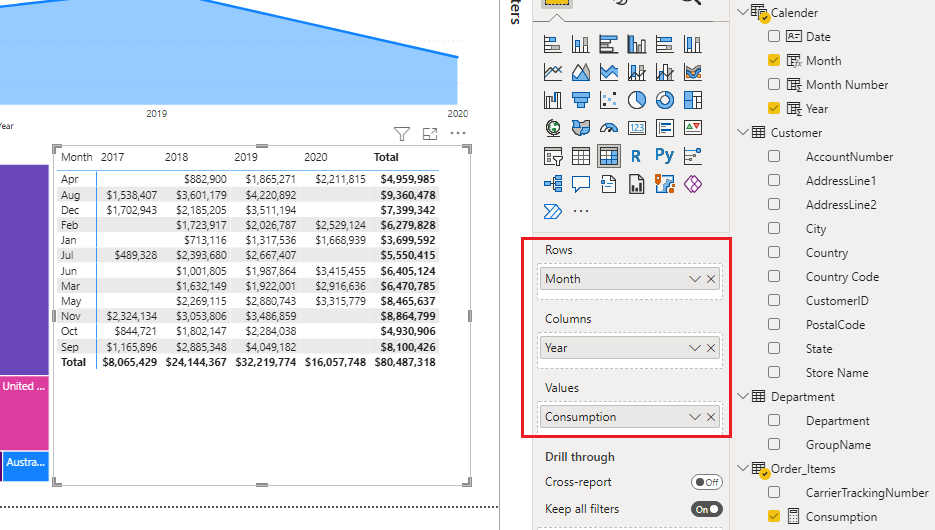 2019
2020
Year
Month 2017 2018 2019 2020 Total
Apr $882,900 $1,865,271 $2,211,815 $4,959,985
Aug $1,538,407 $3,601,179 $4,220,892 $9,360,478
Dec $1,702,943 $2,185,205 $3,511,194 $7,399,342
Feb $1,723,917 $2,026,787 $2,529,124 $6,279,828
Jan $713,116 $1,317,536 $1,668,939 $3,699,592
Jul $489,328 $2,393,680 $2,667,407 $5,550,415
Jun $1,001,805 $1,987,864 $3,415,455 $6,405,124
Mar $1,632,149 $1,922,001 $2,916,636 $6,470,785
May $2,269,115 $2,880,743 $3,315,779 $8,465,637
Nov $2,324,134 $3,053,806 $3,486,859 $8,864,799
Oct $844,721 $1,802,147 $2,284,038 $4,930,906
Sep $1,165,896 $2,885,348 $4,049,182 $8,100,426
Total $8,065,429 $24,144,367 $32,219,774 $16,057,748 $80,487,318
United ...
Austra...
ters
123
R
Py
Rows
Month
Columns
Year
Values
Consumption
Drill through
Cross-report Off
Keep all filters On
Calender
Date
Month
Month Number
Year
Customer
AccountNumber
AddressLine1
AddressLine2
City
Country
Country Code
CustomerID
PostalCode
State
Store Name
Department
Department
GroupName
Order_Items
CarrierTrackingNumber
Consumption